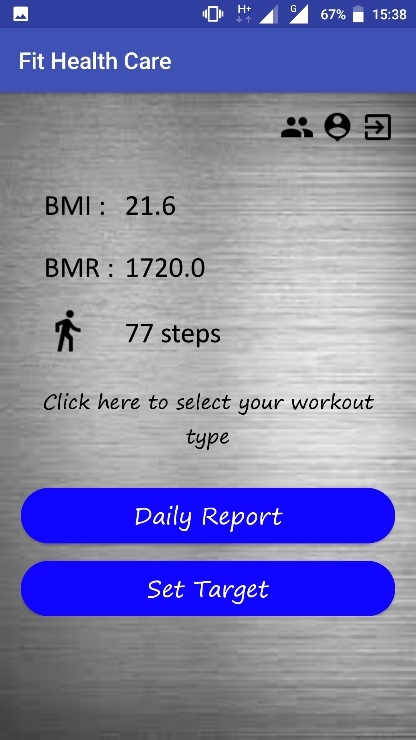 H+ G 67% 15:38
Fit Health Care
BMI : 21.6
BMR : 1720.0
77 steps
Click here to select your workout
type
Daily Report
Set Target